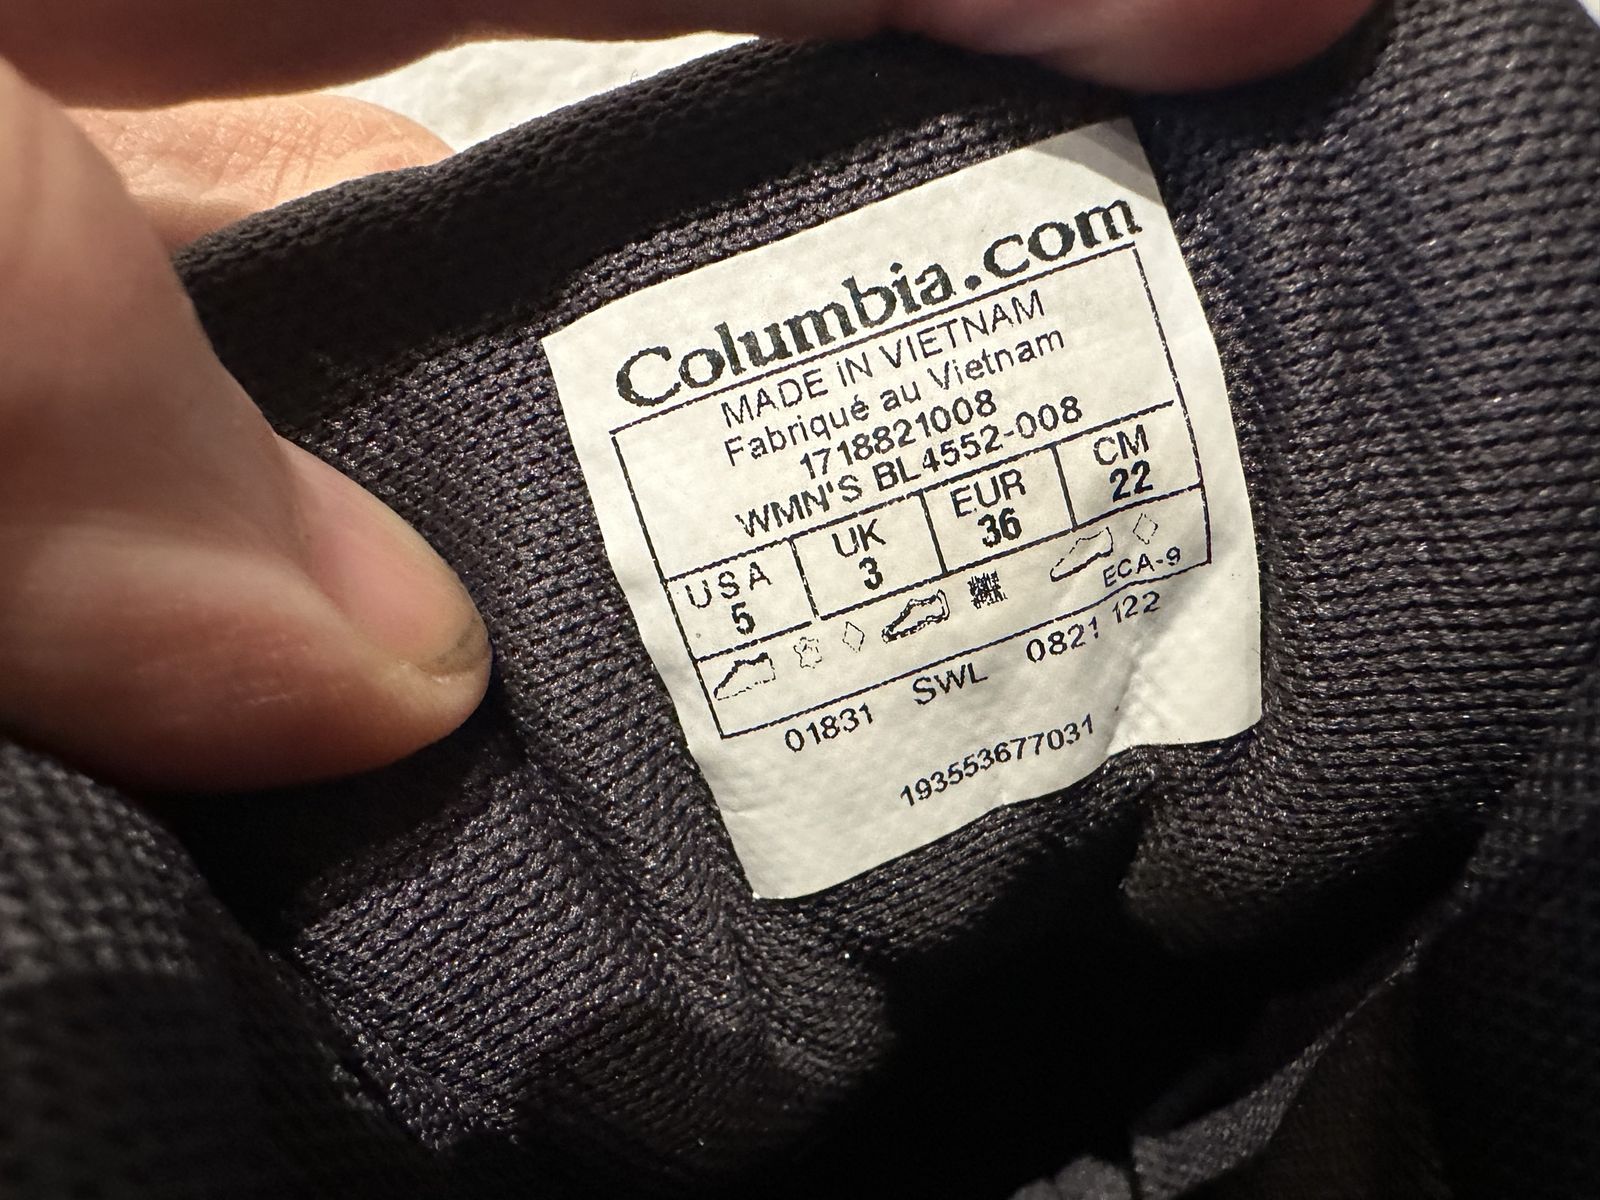 Columbia.com
MADE IN VIETNAM
Fabriqué au Vietnam
1718821008
WMN'S BL4552-008
USA UK EUR CM
5 3 36 22
ECA-9
01831 SWL 0821 122
193553677031